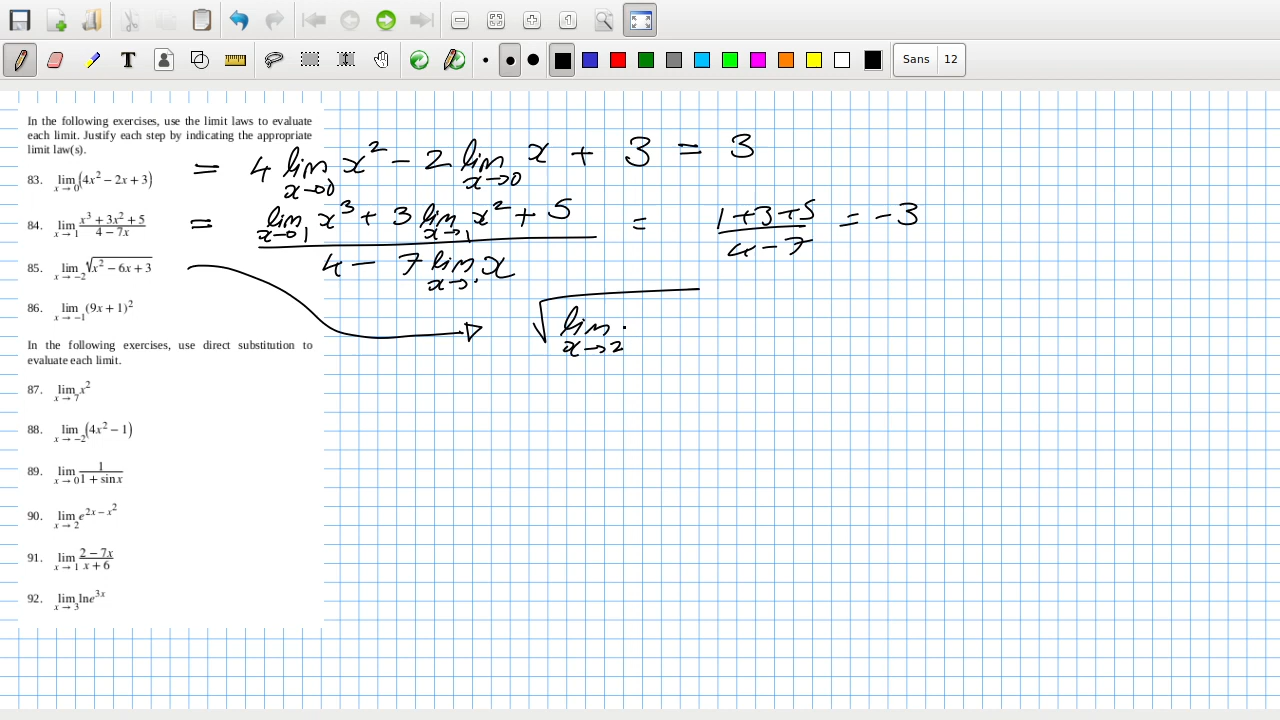 Sans 12
In the following exercises, use the limit laws to evaluate
each limit. Justify each step by indicating the appropriate
limit law(s).
83. lim x → 0 (4x² − 2x + 3)
= 4 lim x→0 x² − 2 lim x→0 x + 3 = 3
84. lim x → 1 (x³ + 3x² + 5)/(4 − 7x)
= (lim x→1 x³ + 3 lim x→1 x² + 5)/(4 − 7 lim x→· x) = (1+3+5)/(4−7) = −3
85. lim x → −2 √(x² − 6x + 3)
√ lim x→2
86. lim x → −1 (9x + 1)²
In the following exercises, use direct substitution to
evaluate each limit.
87. lim x → 7 x²
88. lim x → −2 (4x² − 1)
89. lim x → 0 1/(1 + sin x)
90. lim x → 2 e^(2x − x²)
91. lim x → 1 (2 − 7x)/(x + 6)
92. lim x → 3 ln e^(3x)